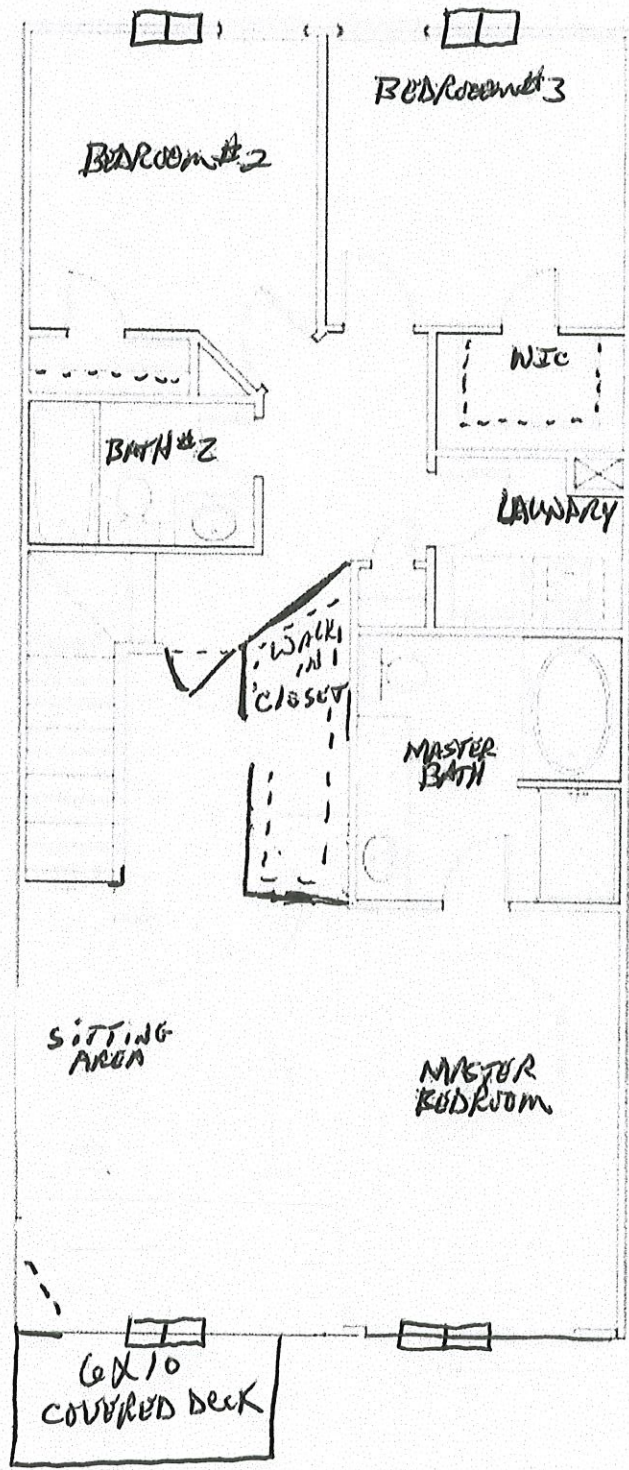 BEDROOM #3
BEDROOM #2
WIC
BATH #2
LAUNDRY
WALK
IN
CLOSET
MASTER
BATH
SITTING
AREA
MASTER
BEDROOM
6X10
COVERED DECK